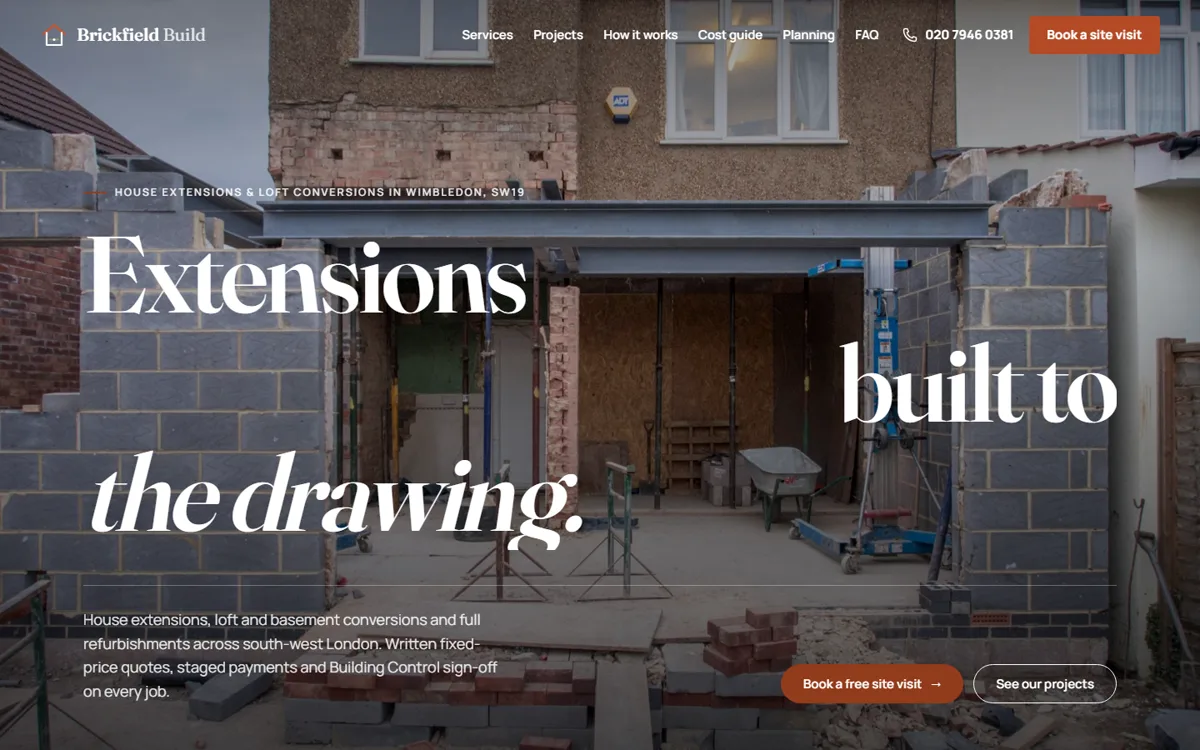 Brickfield Build
Services Projects How it works Cost guide Planning FAQ 020 7946 0381 Book a site visit
ADT
HOUSE EXTENSIONS & LOFT CONVERSIONS IN WIMBLEDON, SW19
Extensions
built to
the drawing.
House extensions, loft and basement conversions and full
refurbishments across south-west London. Written fixed-
price quotes, staged payments and Building Control sign-off
on every job.
Book a free site visit →
See our projects